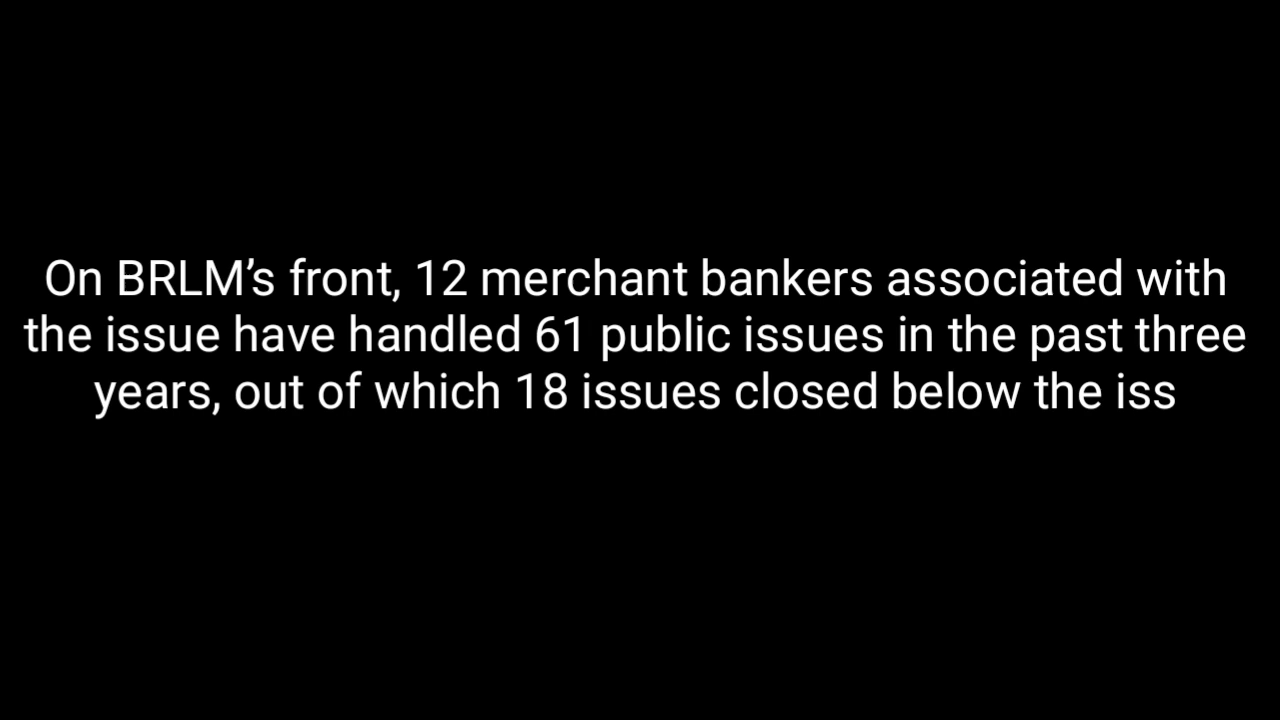 On BRLM’s front, 12 merchant bankers associated with
the issue have handled 61 public issues in the past three
years, out of which 18 issues closed below the iss